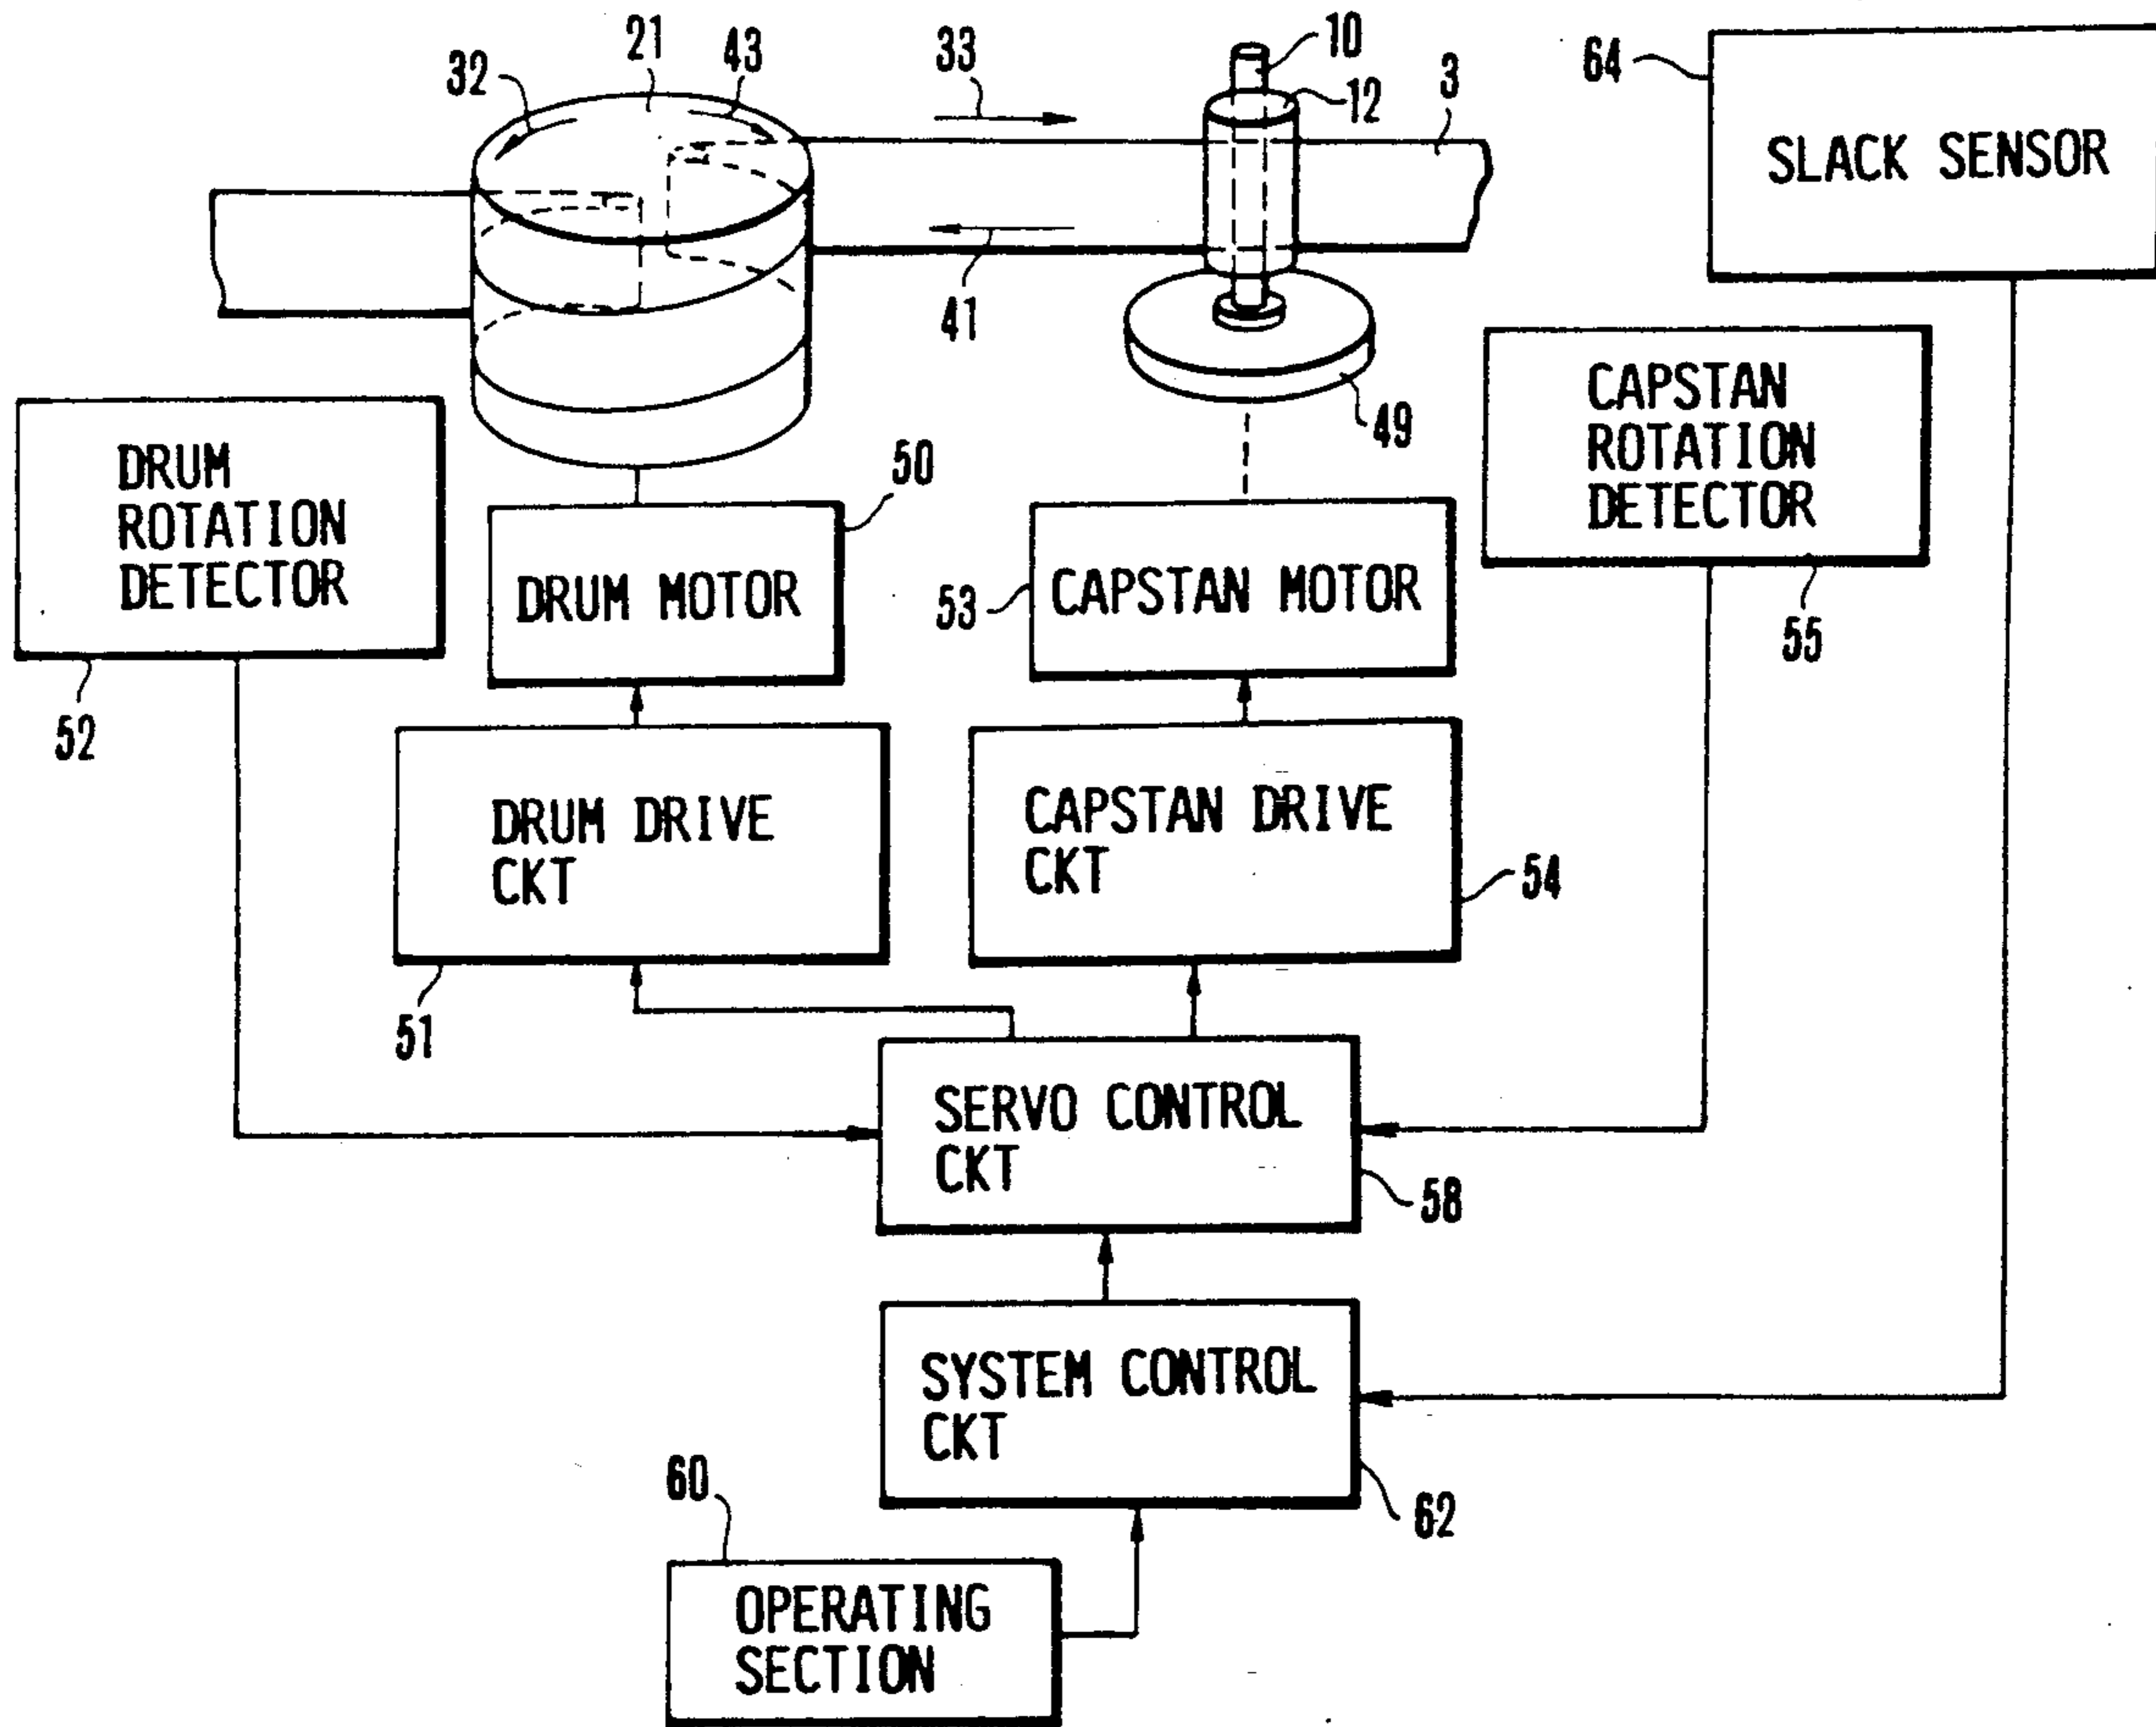 21
32
43
33
10
12
3
64
SLACK SENSOR
41
49
DRUM
ROTATION
DETECTOR
52
50
DRUM MOTOR
53
CAPSTAN MOTOR
CAPSTAN
ROTATION
DETECTOR
55
DRUM DRIVE
CKT
51
CAPSTAN DRIVE
CKT
54
SERVO CONTROL
CKT
58
SYSTEM CONTROL
CKT
62
60
OPERATING
SECTION